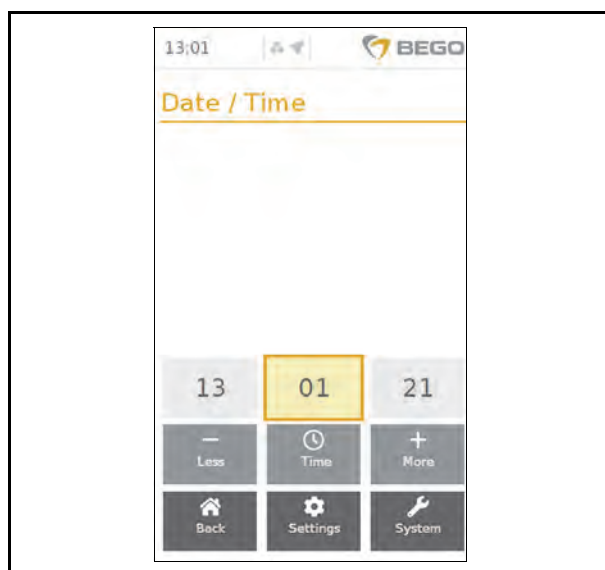 13:01 BEGO
Date / Time
13 01 21
Less Time More
Back Settings System